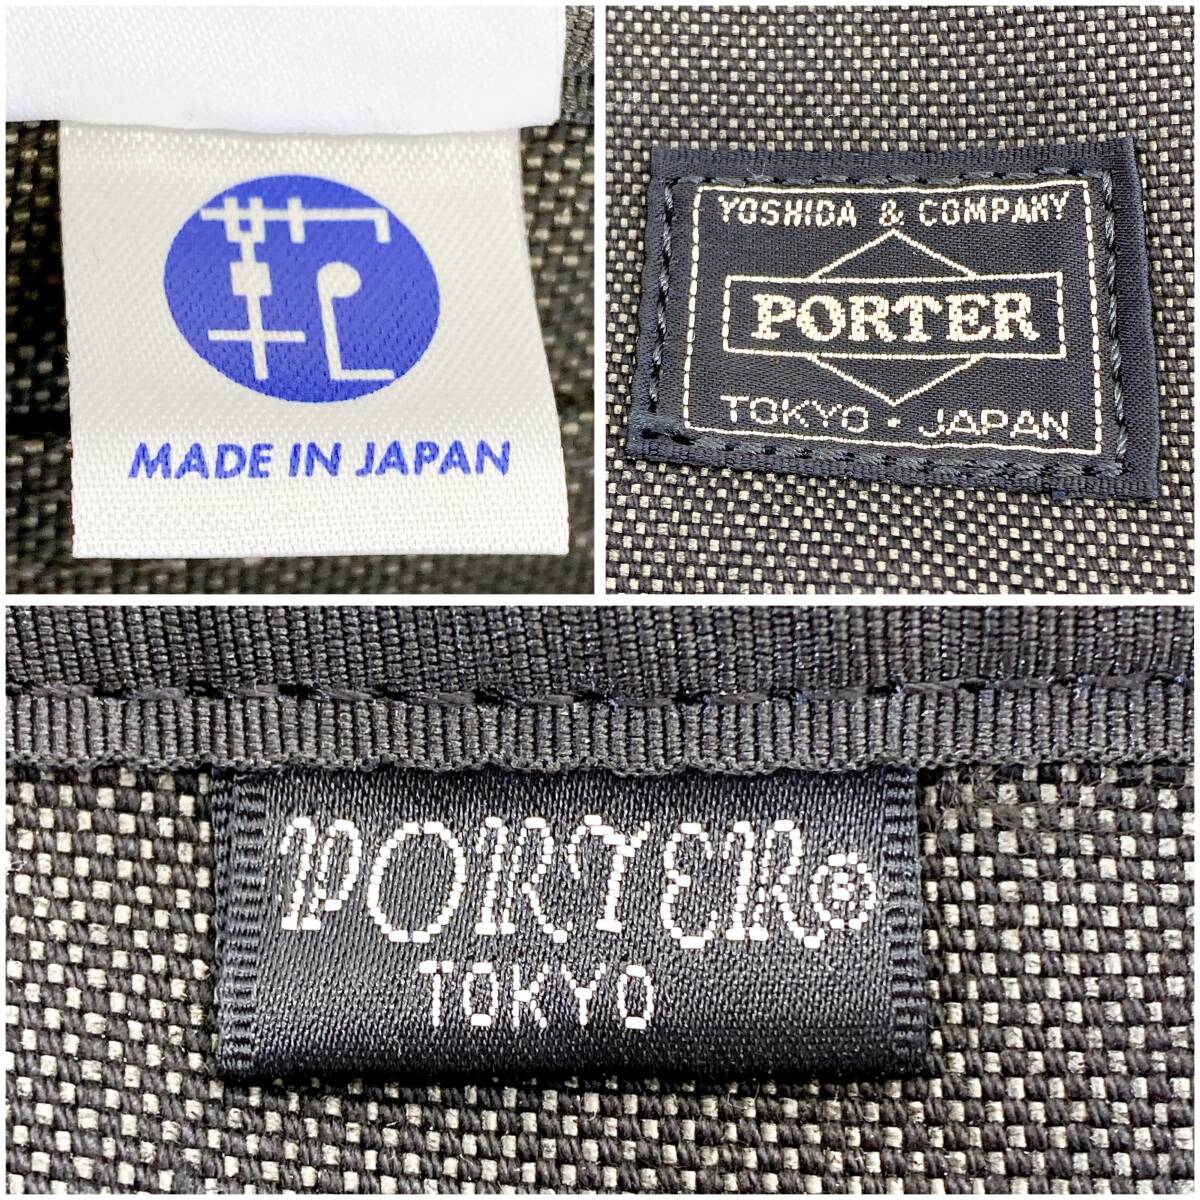 MADE IN JAPAN
YOSHIDA & COMPANY
PORTER
TOKYO · JAPAN
PORTER®
TOKYO